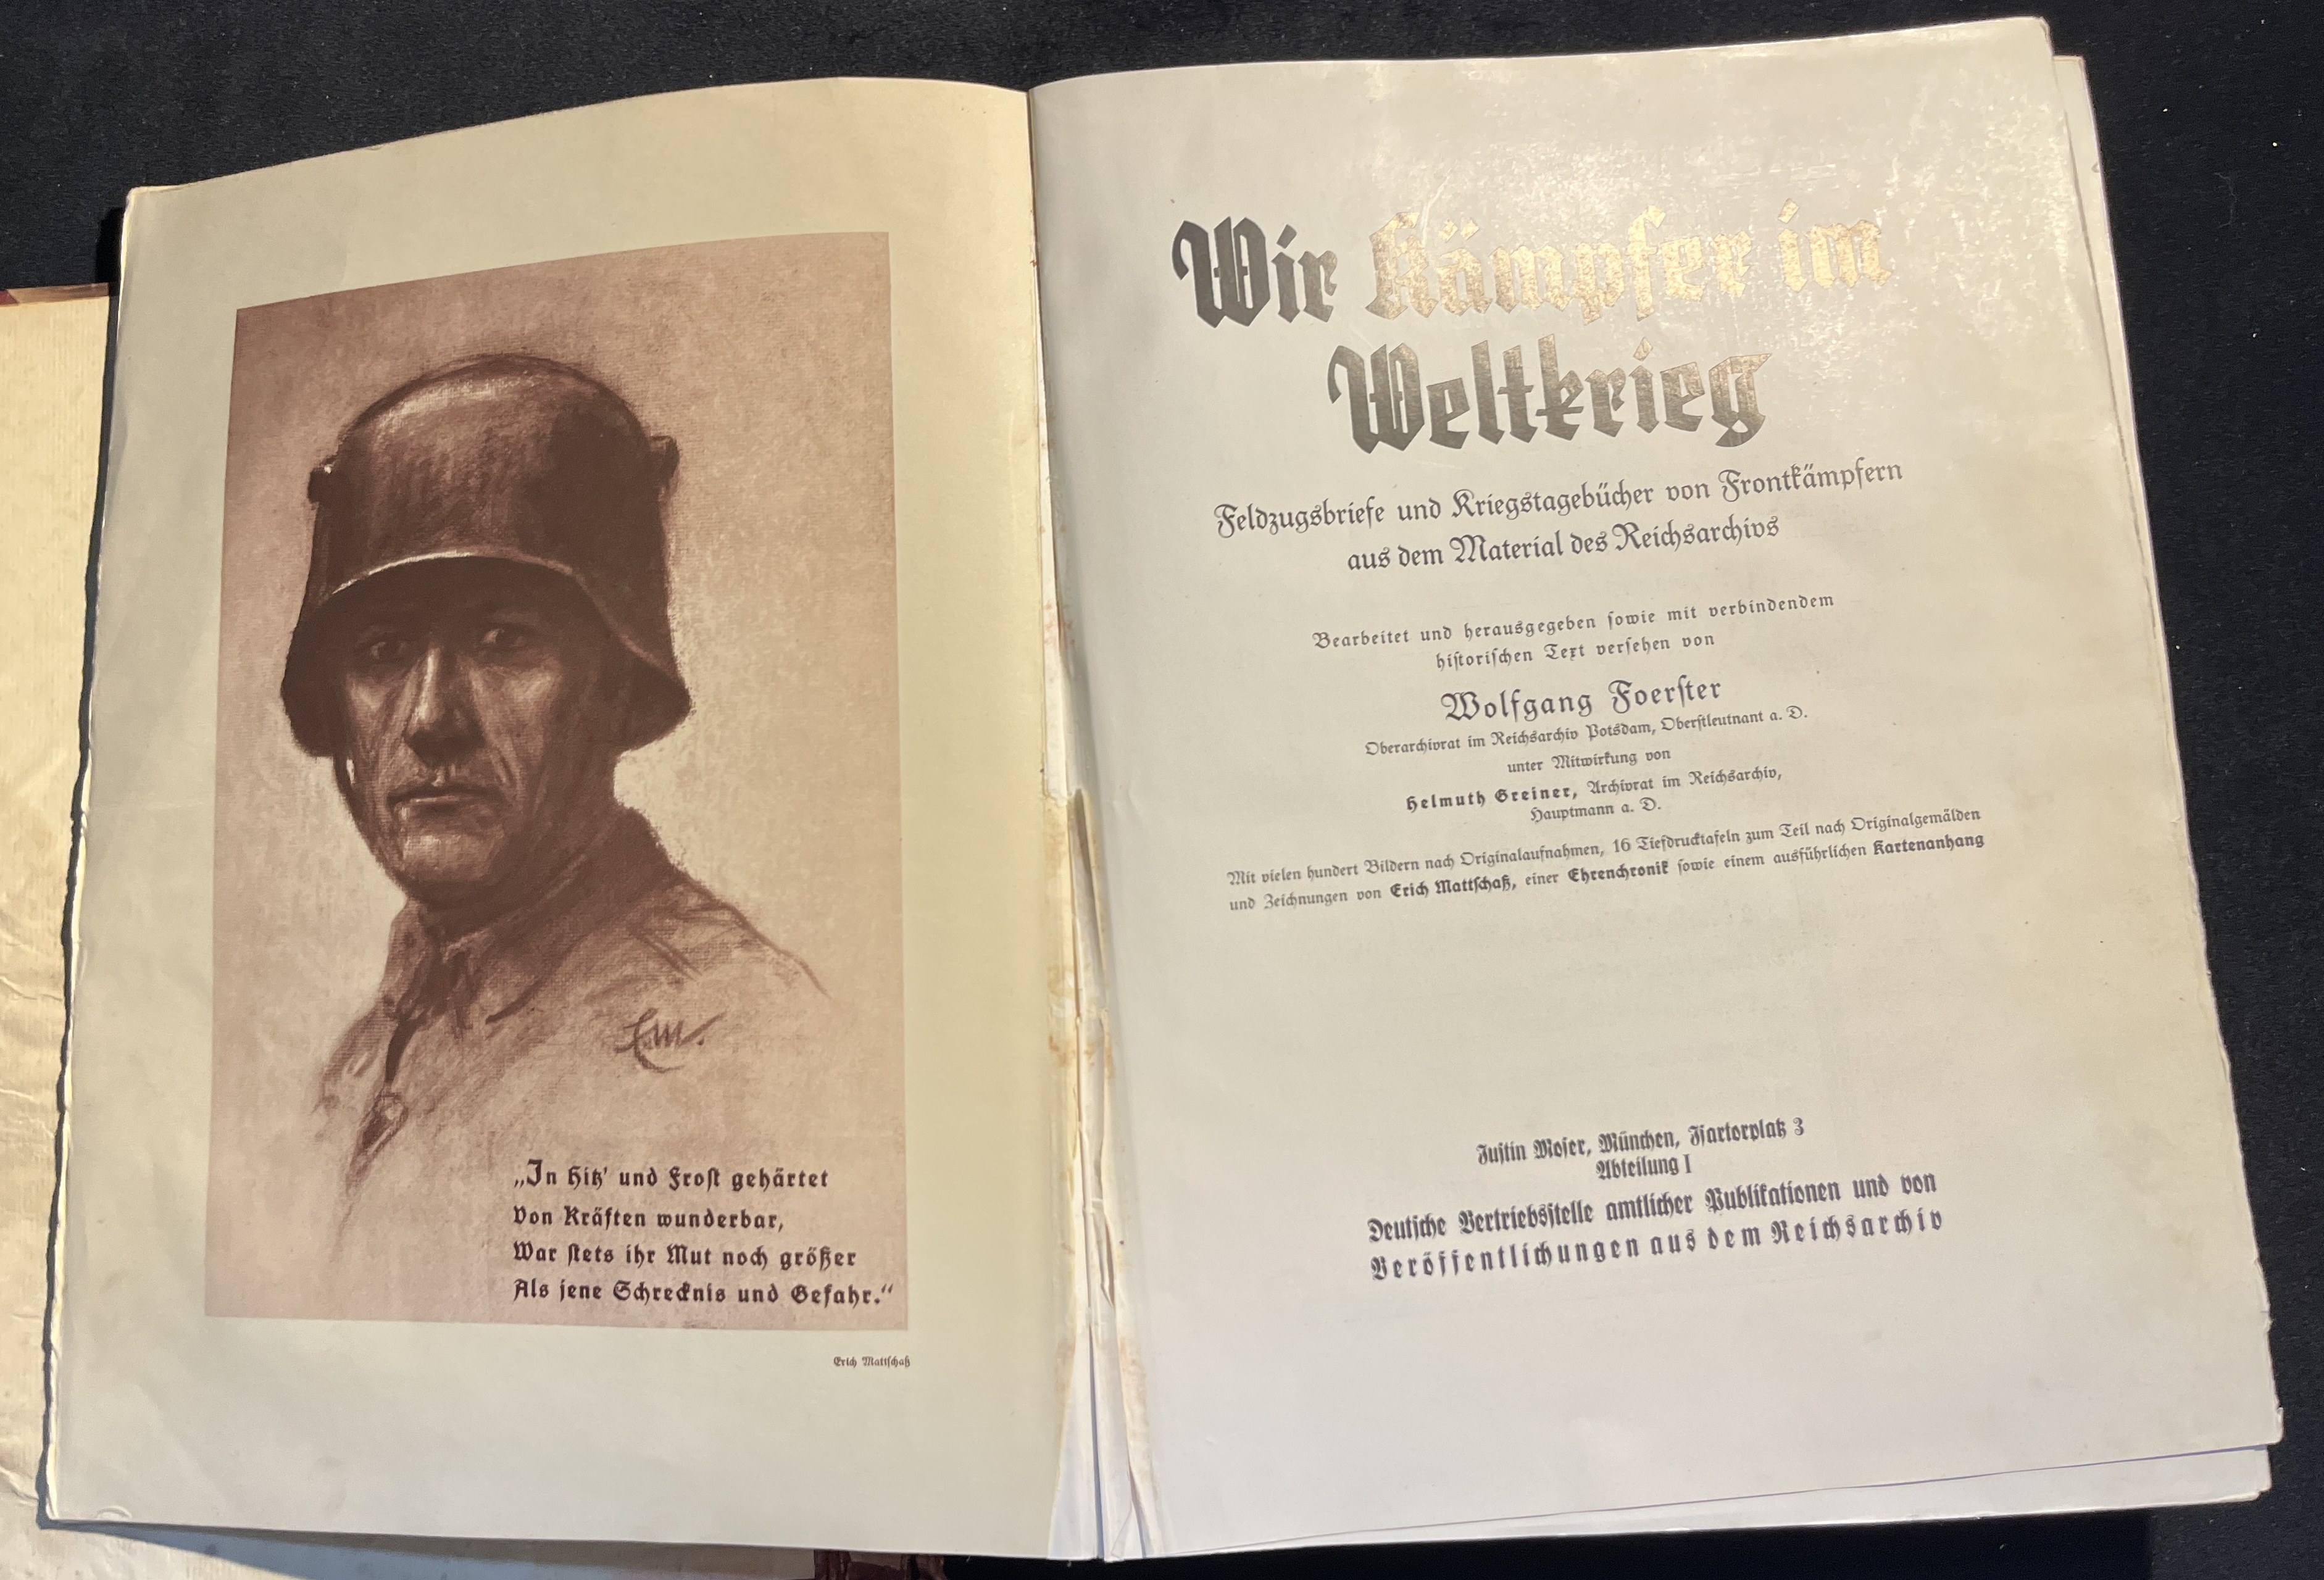 E.M.
„In Hitz' und Frost gehärtet
Von Kräften wunderbar,
War stets ihr Mut noch größer
Als jene Schrecknis und Gefahr.“
Erich Mattschaß
Wir Kämpfer im
Weltkrieg
Feldzugsbriefe und Kriegstagebücher von Frontkämpfern
aus dem Material des Reichsarchivs
Bearbeitet und herausgegeben sowie mit verbindendem
historischen Text versehen von
Wolfgang Foerster
Oberarchivrat im Reichsarchiv Potsdam, Oberstleutnant a. D.
unter Mitwirkung von
Helmuth Greiner, Archivrat im Reichsarchiv,
Hauptmann a. D.
Mit vielen hundert Bildern nach Originalaufnahmen, 16 Tiefdrucktafeln zum Teil nach Originalgemälden
und Zeichnungen von Erich Mattschaß, einer Ehrenchronik sowie einem ausführlichen Kartenanhang
Justin Moser, München, Isartorplatz 3
Abteilung I
Deutsche Vertriebsstelle amtlicher Publikationen und von
Veröffentlichungen aus dem Reichsarchiv